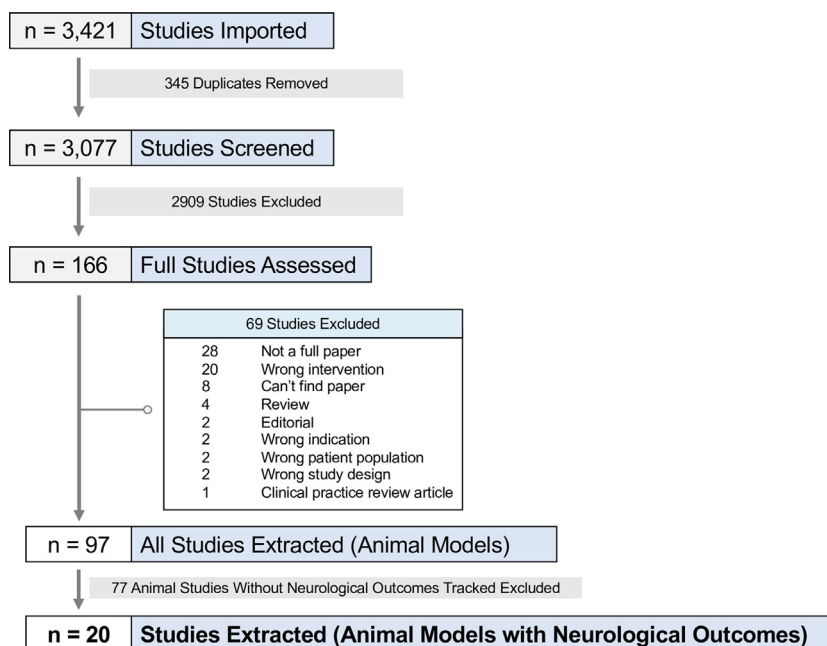 n = 3,421 Studies Imported
345 Duplicates Removed
n = 3,077 Studies Screened
2909 Studies Excluded
n = 166 Full Studies Assessed
69 Studies Excluded
28 Not a full paper
20 Wrong intervention
8 Can't find paper
4 Review
2 Editorial
2 Wrong indication
2 Wrong patient population
2 Wrong study design
1 Clinical practice review article
n = 97 All Studies Extracted (Animal Models)
77 Animal Studies Without Neurological Outcomes Tracked Excluded
n = 20 Studies Extracted (Animal Models with Neurological Outcomes)